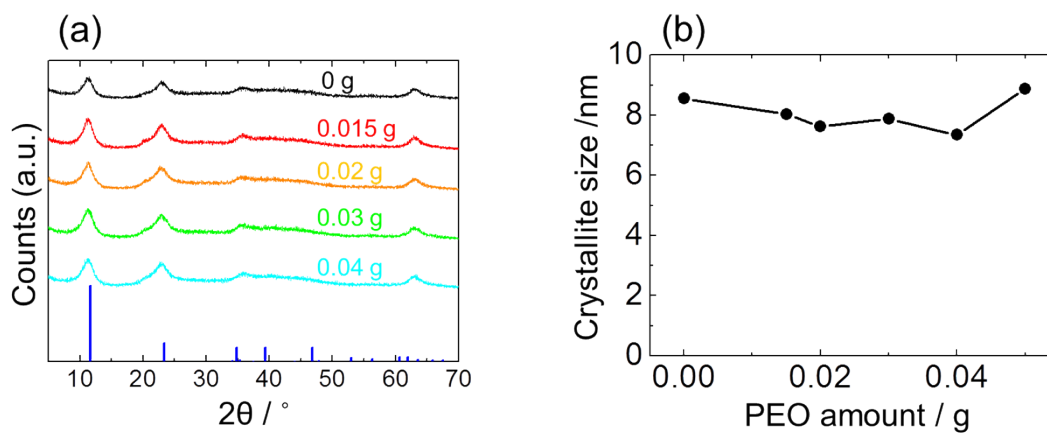 (a)
0 g
0.015 g
0.02 g
0.03 g
0.04 g
Counts (a.u.)
10 20 30 40 50 60 70
2θ / °
(b)
10
8
6
4
2
0
Crystallite size /nm
0.00 0.02 0.04
PEO amount / g